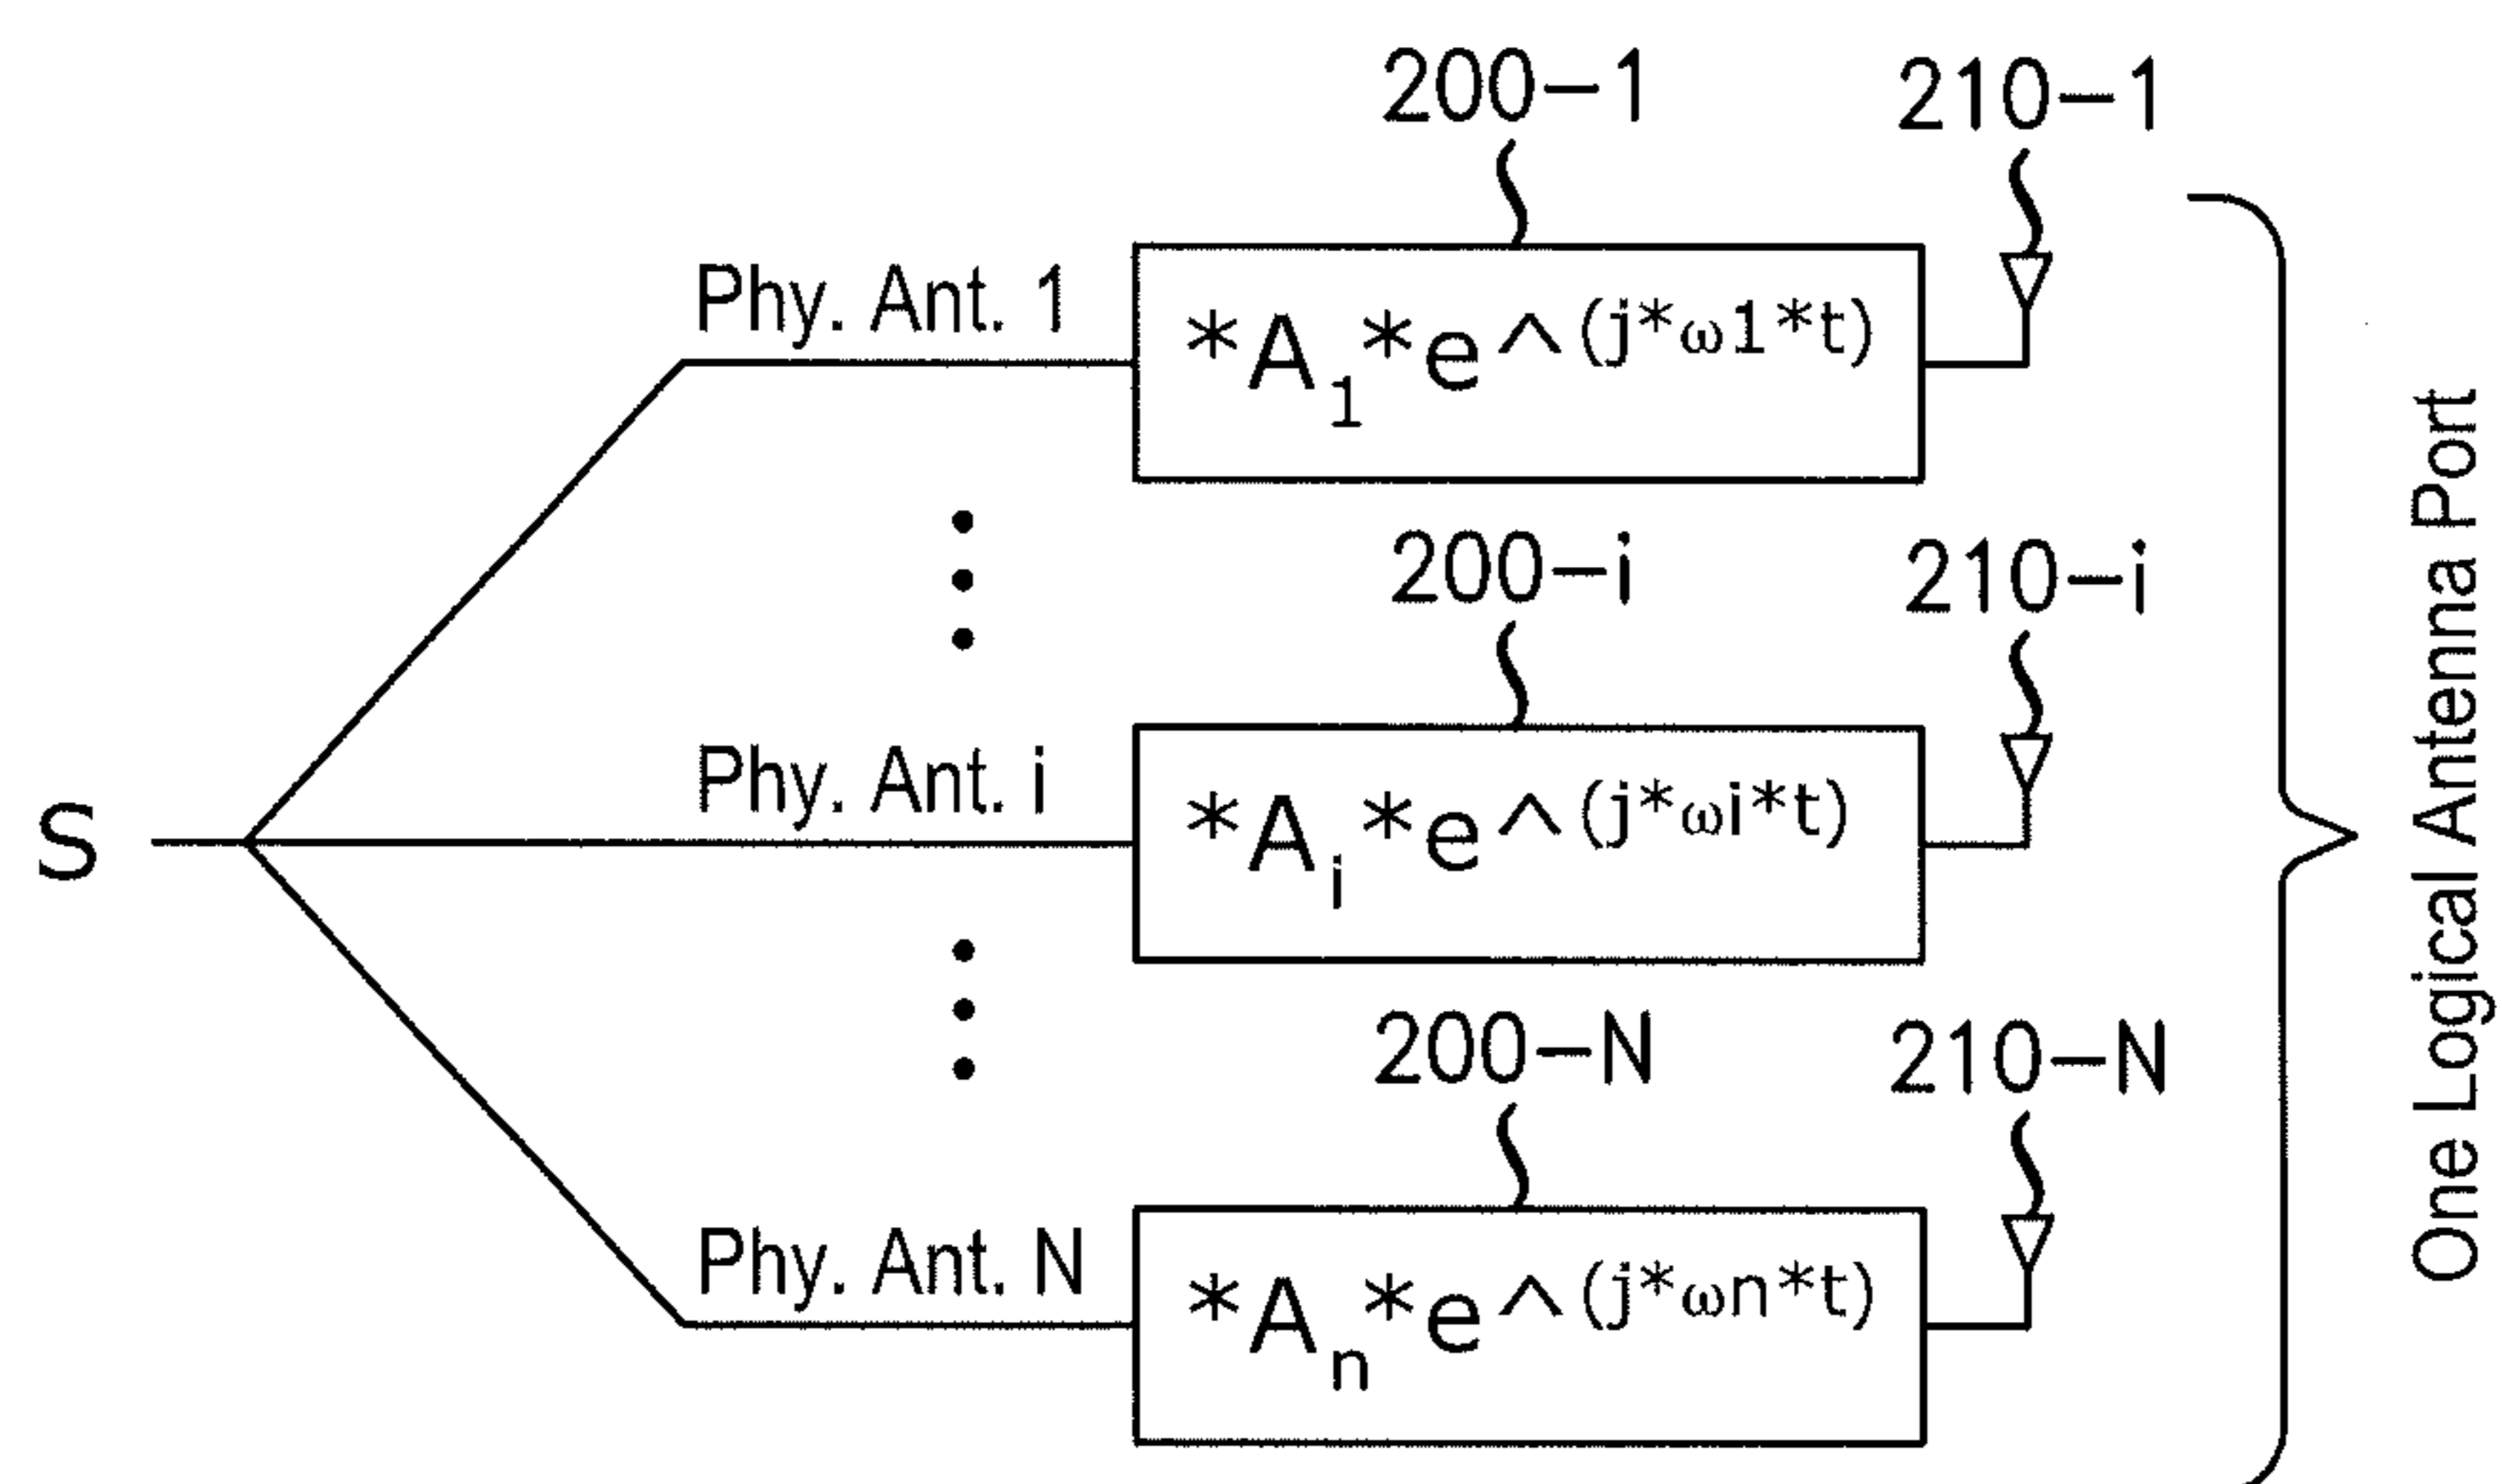 200-1
210-1
Phy. Ant. 1
*A₁*e^(j*ω1*t)
200-i
210-i
Phy. Ant. i
*Aᵢ*e^(j*ωi*t)
S
200-N
210-N
Phy. Ant. N
*Aₙ*e^(j*ωn*t)
One Logical Antenna Port